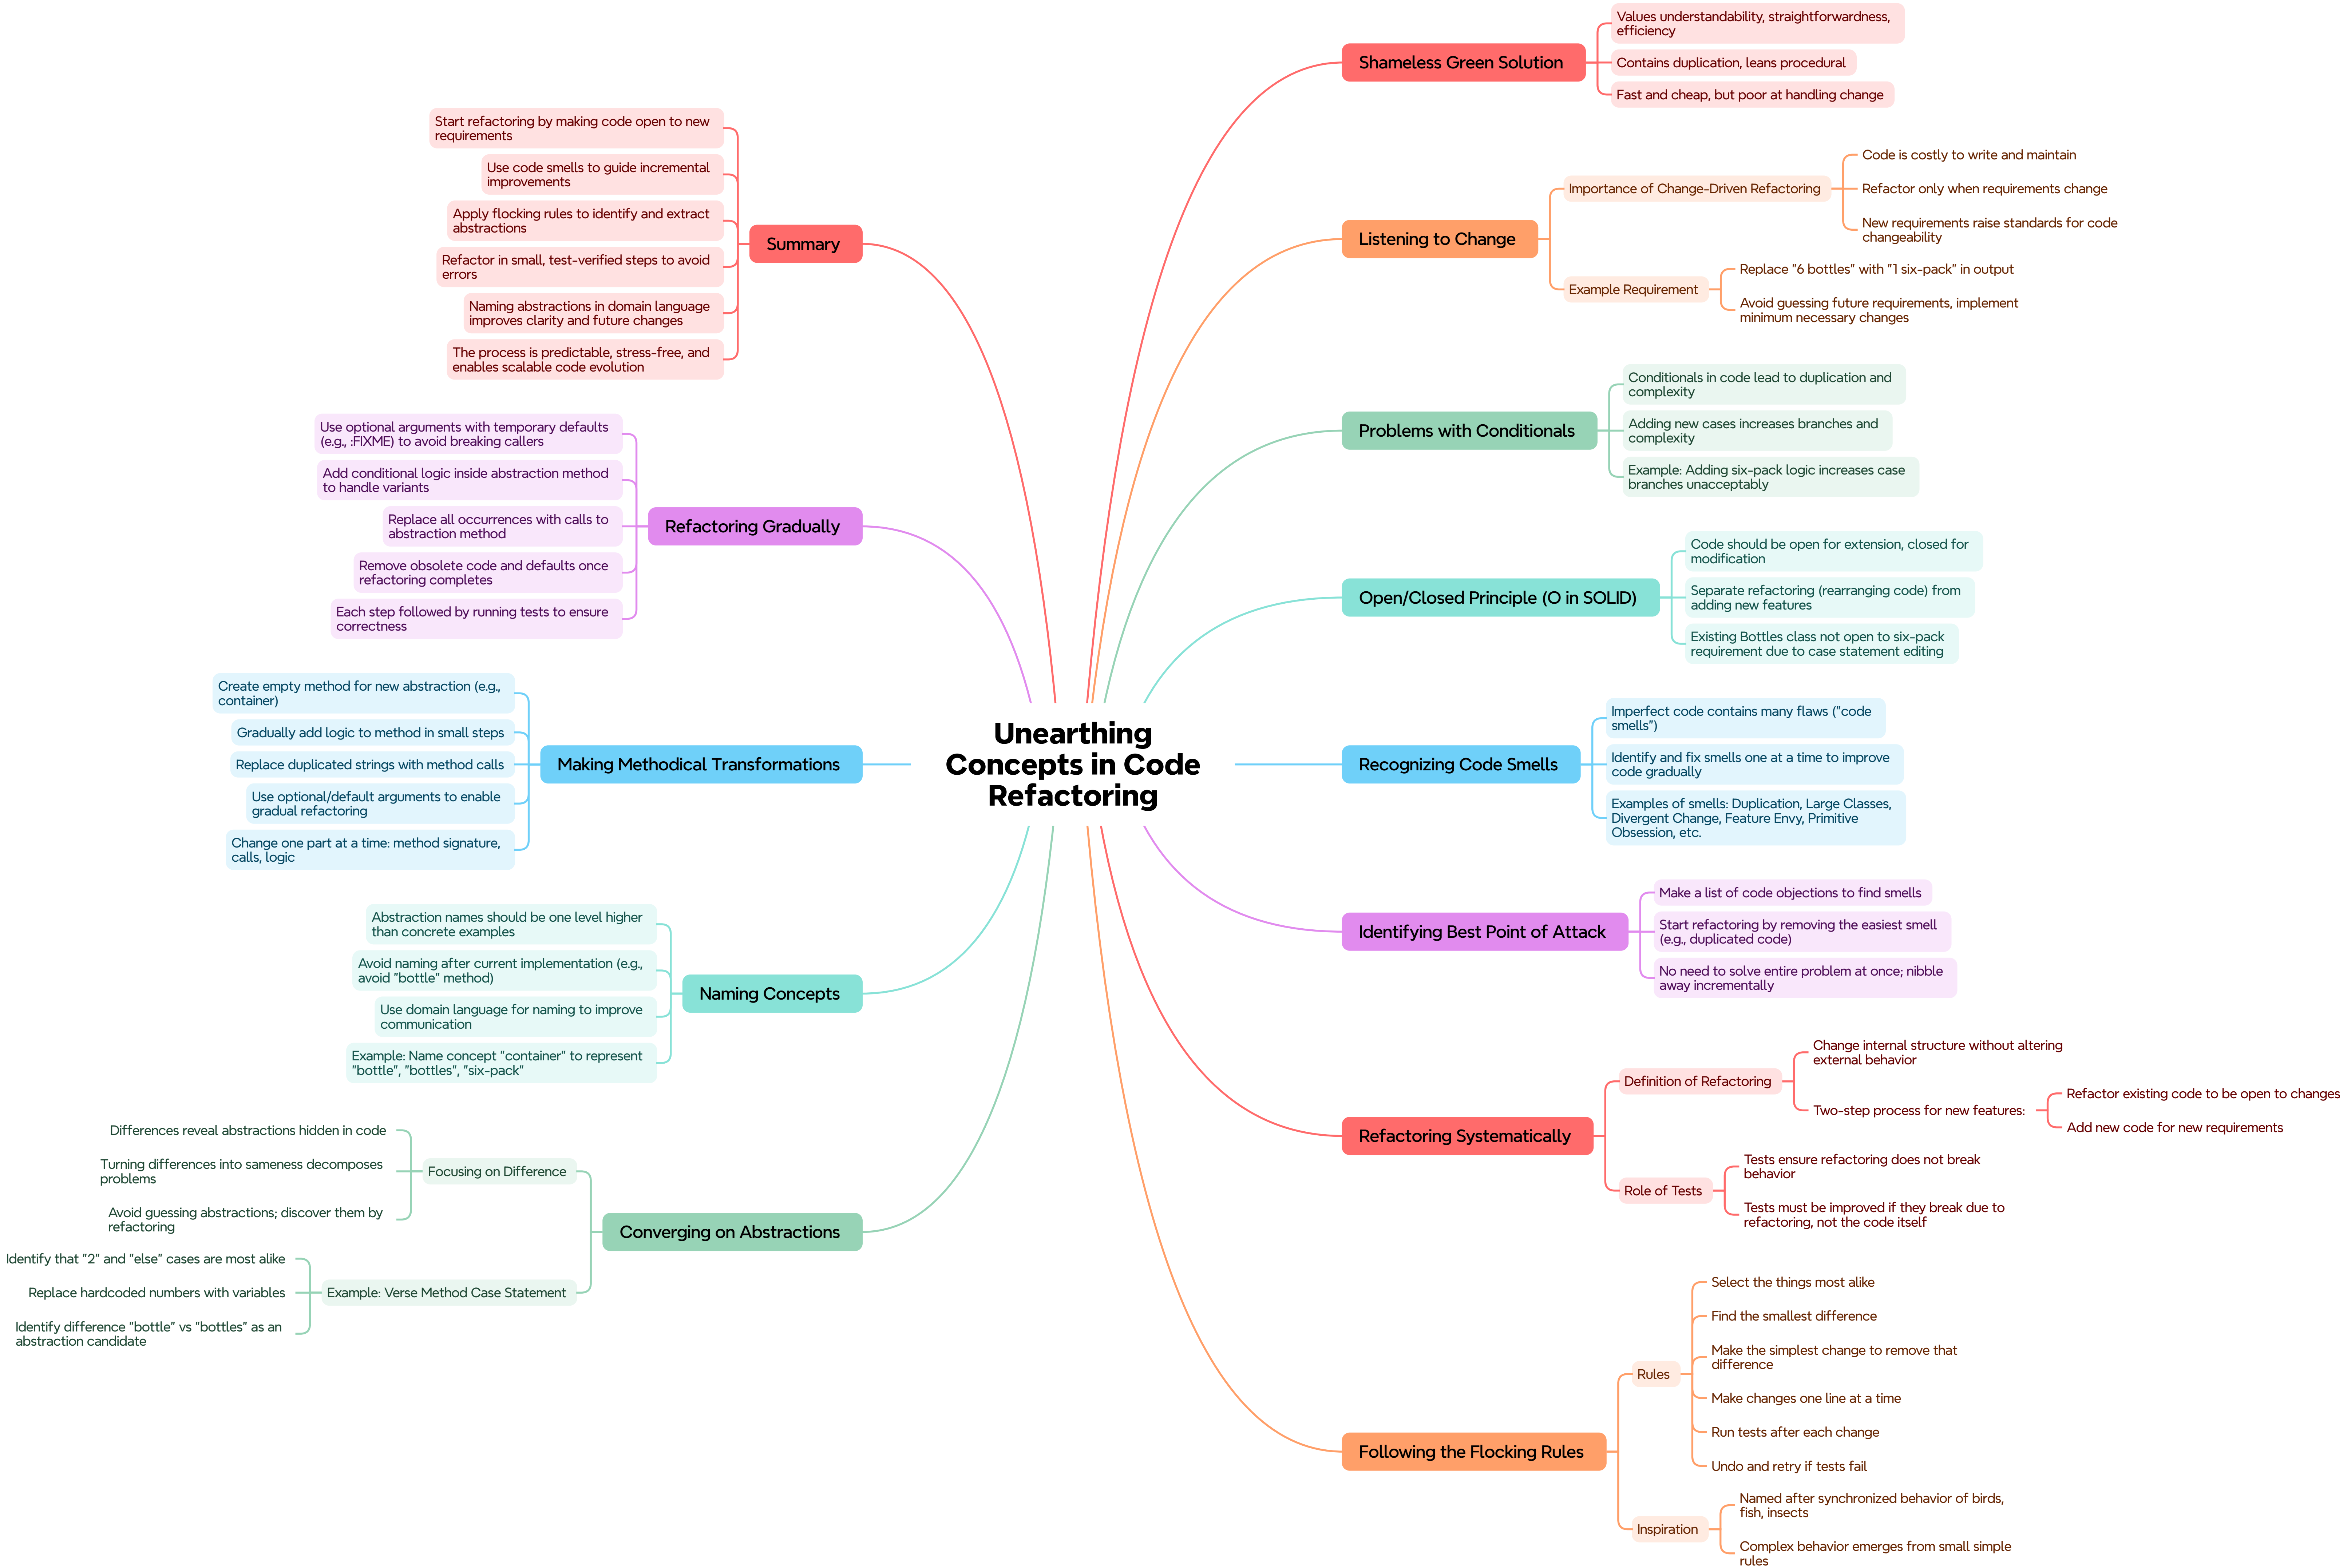 Unearthing
Concepts in Code
Refactoring
Shameless Green Solution
Values understandability, straightforwardness,
efficiency
Contains duplication, leans procedural
Fast and cheap, but poor at handling change
Listening to Change
Importance of Change-Driven Refactoring
Code is costly to write and maintain
Refactor only when requirements change
New requirements raise standards for code
changeability
Example Requirement
Replace "6 bottles" with "1 six-pack" in output
Avoid guessing future requirements, implement
minimum necessary changes
Problems with Conditionals
Conditionals in code lead to duplication and
complexity
Adding new cases increases branches and
complexity
Example: Adding six-pack logic increases case
branches unacceptably
Open/Closed Principle (O in SOLID)
Code should be open for extension, closed for
modification
Separate refactoring (rearranging code) from
adding new features
Existing Bottles class not open to six-pack
requirement due to case statement editing
Recognizing Code Smells
Imperfect code contains many flaws ("code
smells")
Identify and fix smells one at a time to improve
code gradually
Examples of smells: Duplication, Large Classes,
Divergent Change, Feature Envy, Primitive
Obsession, etc.
Identifying Best Point of Attack
Make a list of code objections to find smells
Start refactoring by removing the easiest smell
(e.g., duplicated code)
No need to solve entire problem at once; nibble
away incrementally
Refactoring Systematically
Definition of Refactoring
Change internal structure without altering
external behavior
Two-step process for new features:
Refactor existing code to be open to changes
Add new code for new requirements
Role of Tests
Tests ensure refactoring does not break
behavior
Tests must be improved if they break due to
refactoring, not the code itself
Following the Flocking Rules
Rules
Select the things most alike
Find the smallest difference
Make the simplest change to remove that
difference
Make changes one line at a time
Run tests after each change
Undo and retry if tests fail
Inspiration
Named after synchronized behavior of birds,
fish, insects
Complex behavior emerges from small simple
rules
Converging on Abstractions
Focusing on Difference
Differences reveal abstractions hidden in code
Turning differences into sameness decomposes
problems
Avoid guessing abstractions; discover them by
refactoring
Example: Verse Method Case Statement
Identify that "2" and "else" cases are most alike
Replace hardcoded numbers with variables
Identify difference "bottle" vs "bottles" as an
abstraction candidate
Naming Concepts
Abstraction names should be one level higher
than concrete examples
Avoid naming after current implementation (e.g.,
avoid "bottle" method)
Use domain language for naming to improve
communication
Example: Name concept "container" to represent
"bottle", "bottles", "six-pack"
Making Methodical Transformations
Create empty method for new abstraction (e.g.,
container)
Gradually add logic to method in small steps
Replace duplicated strings with method calls
Use optional/default arguments to enable
gradual refactoring
Change one part at a time: method signature,
calls, logic
Refactoring Gradually
Use optional arguments with temporary defaults
(e.g., :FIXME) to avoid breaking callers
Add conditional logic inside abstraction method
to handle variants
Replace all occurrences with calls to
abstraction method
Remove obsolete code and defaults once
refactoring completes
Each step followed by running tests to ensure
correctness
Summary
Start refactoring by making code open to new
requirements
Use code smells to guide incremental
improvements
Apply flocking rules to identify and extract
abstractions
Refactor in small, test-verified steps to avoid
errors
Naming abstractions in domain language
improves clarity and future changes
The process is predictable, stress-free, and
enables scalable code evolution